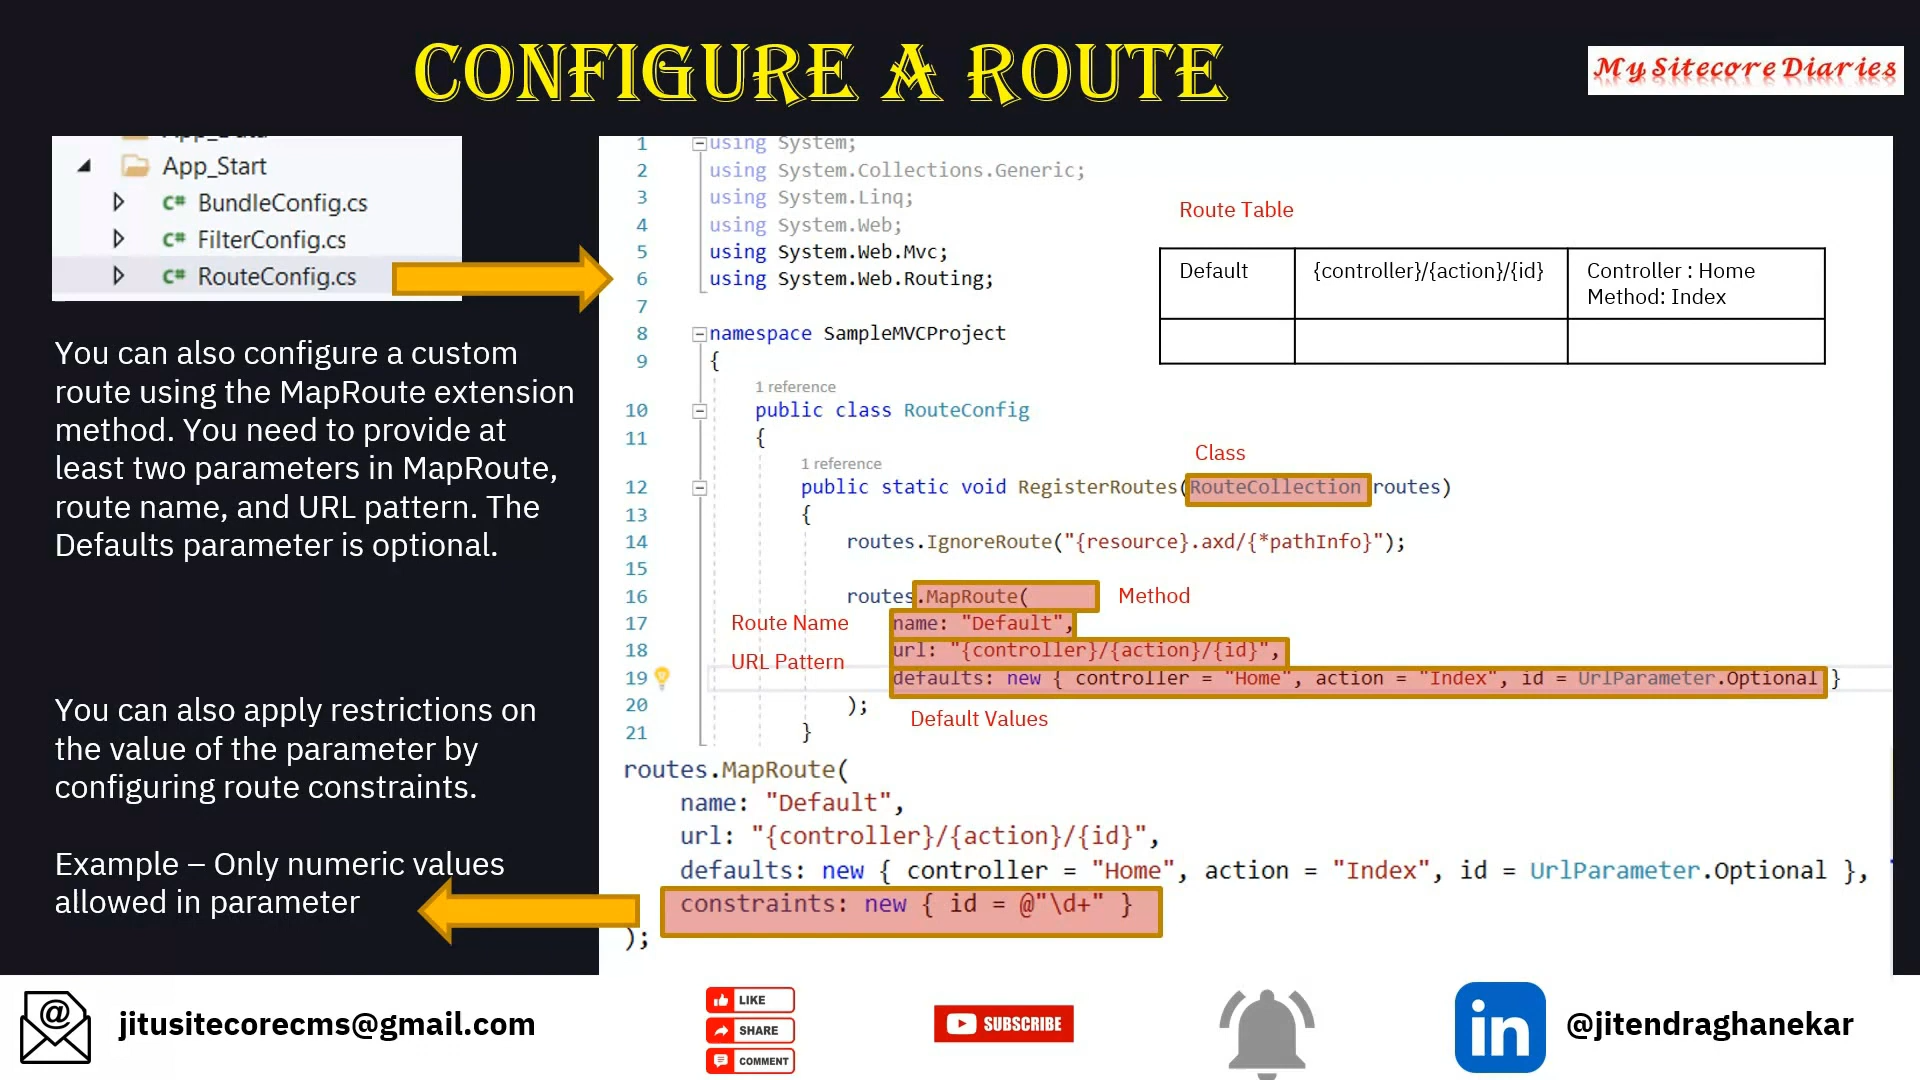 CONFIGURE A ROUTE
My Sitecore Diaries
App_Data
App_Start
C# BundleConfig.cs
C# FilterConfig.cs
C# RouteConfig.cs
You can also configure a custom
route using the MapRoute extension
method. You need to provide at
least two parameters in MapRoute,
route name, and URL pattern. The
Defaults parameter is optional.
You can also apply restrictions on
the value of the parameter by
configuring route constraints.
Example – Only numeric values
allowed in parameter
1 using System;
2 using System.Collections.Generic;
3 using System.Linq;
4 using System.Web;
5 using System.Web.Mvc;
6 using System.Web.Routing;
7
8 namespace SampleMVCProject
9 {
1 reference
10 public class RouteConfig
11 {
1 reference
12 public static void RegisterRoutes(RouteCollection routes)
13 {
14 routes.IgnoreRoute("{resource}.axd/{*pathInfo}");
15
16 routes.MapRoute(
17 name: "Default",
18 url: "{controller}/{action}/{id}",
19 defaults: new { controller = "Home", action = "Index", id = UrlParameter.Optional }
20 );
21 }
Route Table
Default {controller}/{action}/{id} Controller : Home
Method: Index
Class
Method
Route Name
URL Pattern
Default Values
routes.MapRoute(
name: "Default",
url: "{controller}/{action}/{id}",
defaults: new { controller = "Home", action = "Index", id = UrlParameter.Optional },
constraints: new { id = @"\d+" }
);
@
jitusitecorecms@gmail.com
LIKE
SHARE
COMMENT
SUBSCRIBE
in
@jitendraghanekar